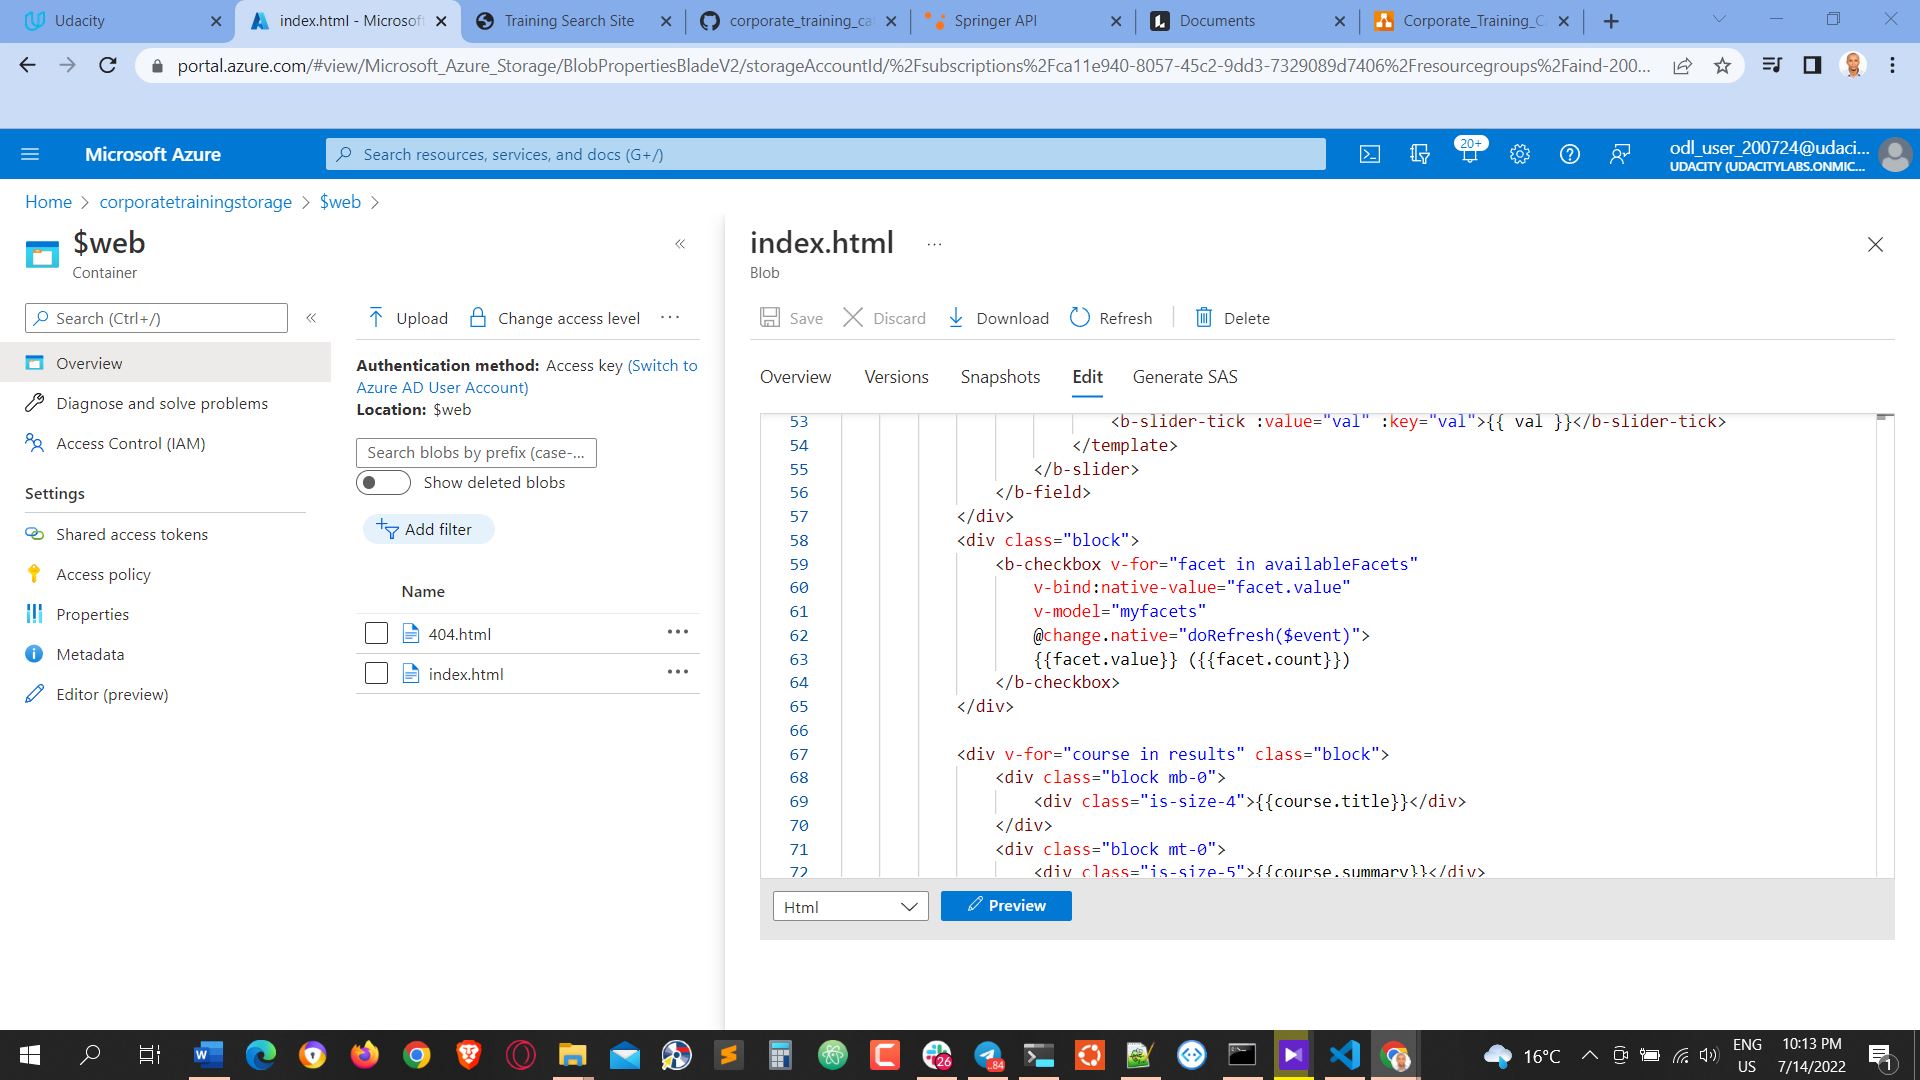 Udacity
index.html - Microsoft
Training Search Site
corporate_training_cat
Springer API
Documents
Corporate_Training_C
portal.azure.com/#view/Microsoft_Azure_Storage/BlobPropertiesBladeV2/storageAccountId/%2Fsubscriptions%2Fca11e940-8057-45c2-9dd3-7329089d7406%2Fresourcegroups%2Faind-200...
Microsoft Azure
Search resources, services, and docs (G+/)
20+
odl_user_200724@udaci...
UDACITY (UDACITYLABS.ONMIC...
Home > corporatetrainingstorage > $web >
$web
Container
Search (Ctrl+/)
Overview
Diagnose and solve problems
Access Control (IAM)
Settings
Shared access tokens
Access policy
Properties
Metadata
Editor (preview)
Upload
Change access level
Authentication method: Access key (Switch to
Azure AD User Account)
Location: $web
Search blobs by prefix (case-...
Show deleted blobs
Add filter
Name
404.html
index.html
index.html
Blob
Save
Discard
Download
Refresh
Delete
Overview
Versions
Snapshots
Edit
Generate SAS
53 <b-slider-tick :value="val" :key="val">{{ val }}</b-slider-tick>
54 </template>
55 </b-slider>
56 </b-field>
57 </div>
58 <div class="block">
59 <b-checkbox v-for="facet in availableFacets"
60 v-bind:native-value="facet.value"
61 v-model="myfacets"
62 @change.native="doRefresh($event)">
63 {{facet.value}} ({{facet.count}})
64 </b-checkbox>
65 </div>
66
67 <div v-for="course in results" class="block">
68 <div class="block mb-0">
69 <div class="is-size-4">{{course.title}}</div>
70 </div>
71 <div class="block mt-0">
72 <div class="is-size-5">{{course.summary}}</div>
Html
Preview
26
..84
16°C
ENG
US
10:13 PM
7/14/2022
1